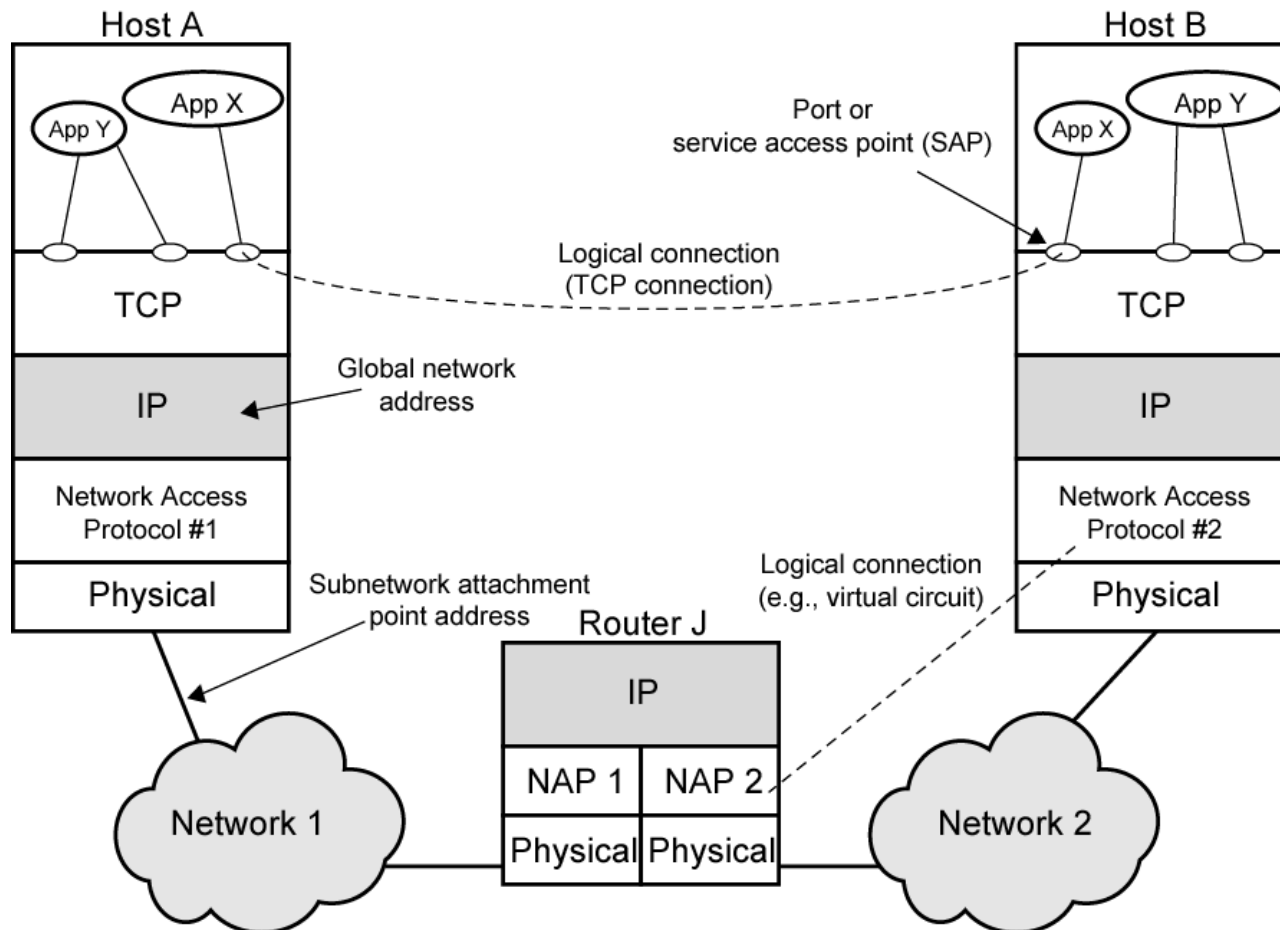 Host A
Host B
App Y
App X
Port or
service access point (SAP)
App X
App Y
Logical connection
(TCP connection)
TCP
TCP
Global network
address
IP
IP
Network Access
Protocol #1
Network Access
Protocol #2
Logical connection
(e.g., virtual circuit)
Physical
Physical
Subnetwork attachment
point address
Router J
IP
NAP 1
NAP 2
Physical
Physical
Network 1
Network 2